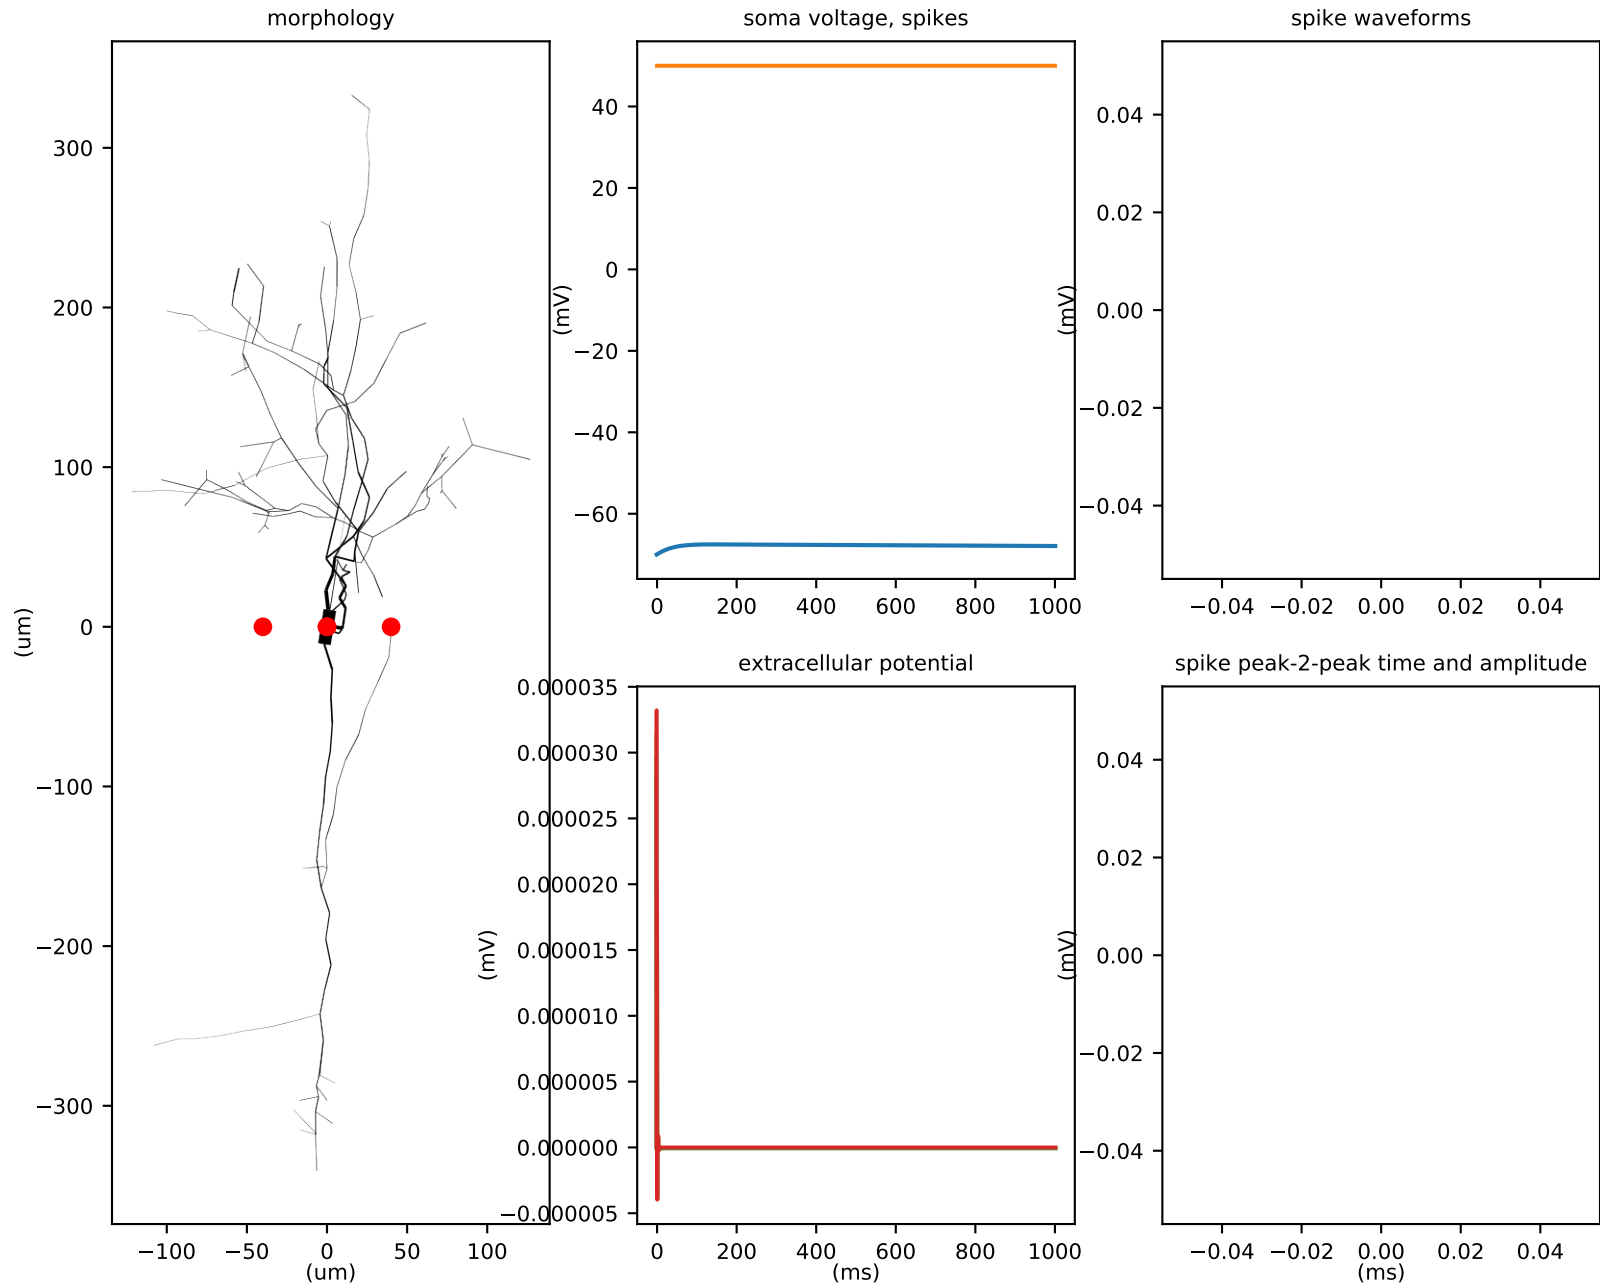 morphology
300
200
100
0
−100
−200
−300
(um)
−100 −50 0 50 100
(um)
soma voltage, spikes
40
20
0
−20
−40
−60
(mV)
0 200 400 600 800 1000
spike waveforms
0.04
0.02
0.00
−0.02
−0.04
(mV)
−0.04 −0.02 0.00 0.02 0.04
extracellular potential
0.000035
0.000030
0.000025
0.000020
0.000015
0.000010
0.000005
0.000000
−0.000005
(mV)
0 200 400 600 800 1000
(ms)
spike peak-2-peak time and amplitude
0.04
0.02
0.00
−0.02
−0.04
(mV)
−0.04 −0.02 0.00 0.02 0.04
(ms)